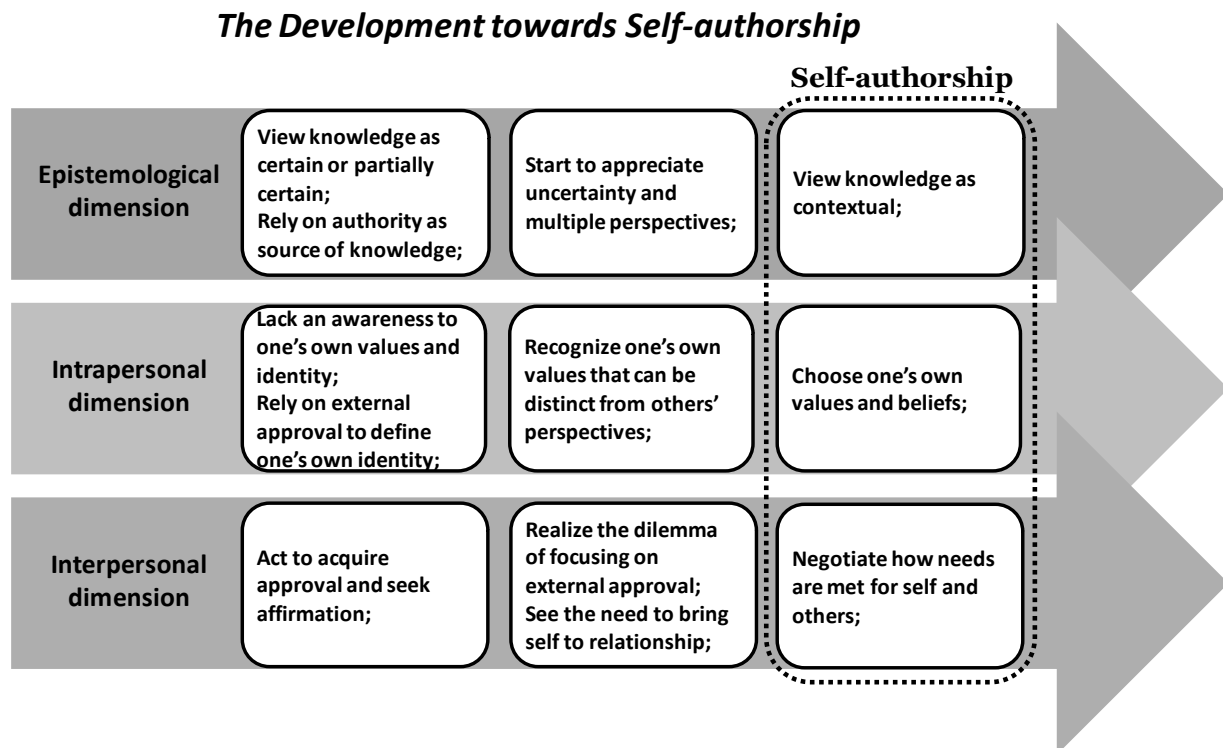 The Development towards Self-authorship
Self-authorship
Epistemological
dimension
View knowledge as
certain or partially
certain;
Rely on authority as
source of knowledge;
Start to appreciate
uncertainty and
multiple perspectives;
View knowledge as
contextual;
Intrapersonal
dimension
Lack an awareness to
one’s own values and
identity;
Rely on external
approval to define
one’s own identity;
Recognize one’s own
values that can be
distinct from others’
perspectives;
Choose one’s own
values and beliefs;
Interpersonal
dimension
Act to acquire
approval and seek
affirmation;
Realize the dilemma
of focusing on
external approval;
See the need to bring
self to relationship;
Negotiate how needs
are met for self and
others;